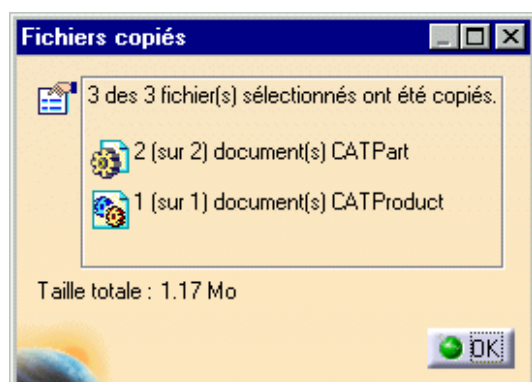 Fichiers copiés
3 des 3 fichier(s) sélectionnés ont été copiés.
2 (sur 2) document(s) CATPart
1 (sur 1) document(s) CATProduct
Taille totale : 1.17 Mo
OK